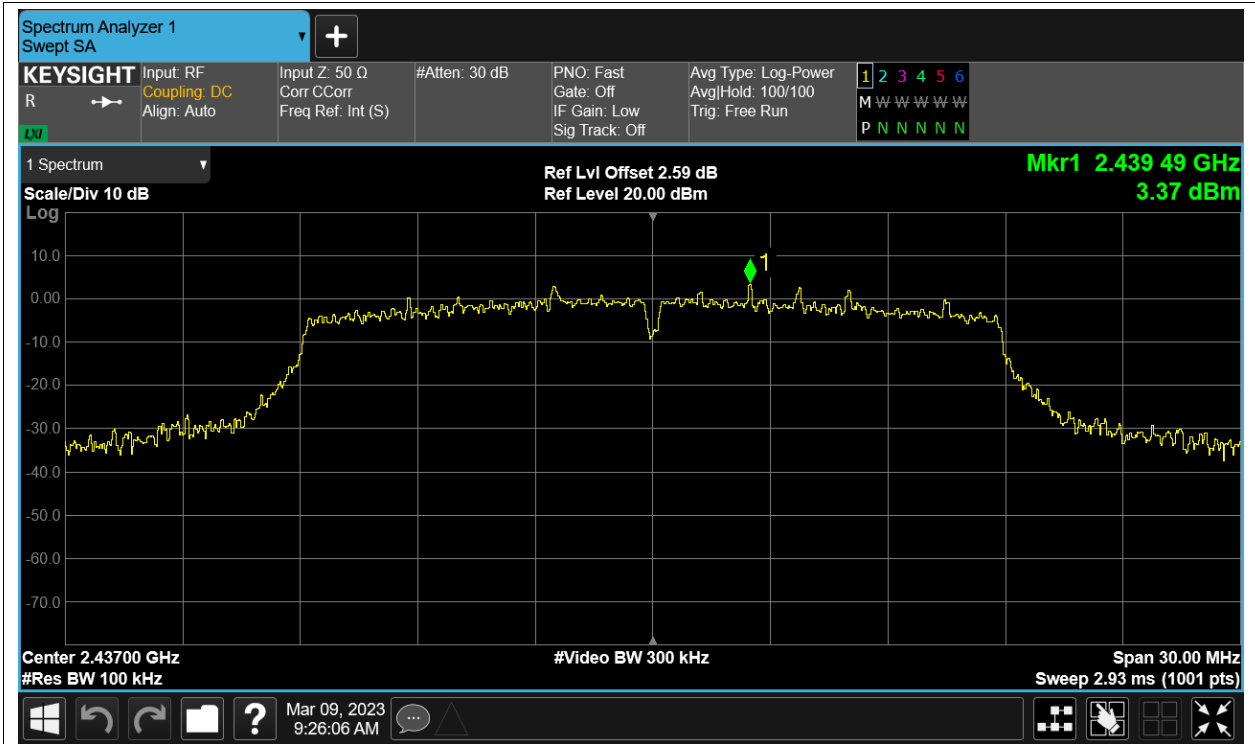 Spectrum Analyzer 1
Swept SA
KEYSIGHT
R
LXI
Input: RF
Coupling: DC
Align: Auto
Input Z: 50 Ω
Corr CCorr
Freq Ref: Int (S)
#Atten: 30 dB
PNO: Fast
Gate: Off
IF Gain: Low
Sig Track: Off
Avg Type: Log-Power
Avg|Hold: 100/100
Trig: Free Run
1 2 3 4 5 6
M W W W W W
P N N N N N
1 Spectrum
Scale/Div 10 dB
Ref Lvl Offset 2.59 dB
Ref Level 20.00 dBm
Mkr1 2.439 49 GHz
3.37 dBm
Log
10.0
0.00
-10.0
-20.0
-30.0
-40.0
-50.0
-60.0
-70.0
1
Center 2.43700 GHz
#Video BW 300 kHz
Span 30.00 MHz
#Res BW 100 kHz
Sweep 2.93 ms (1001 pts)
?
Mar 09, 2023
9:26:06 AM